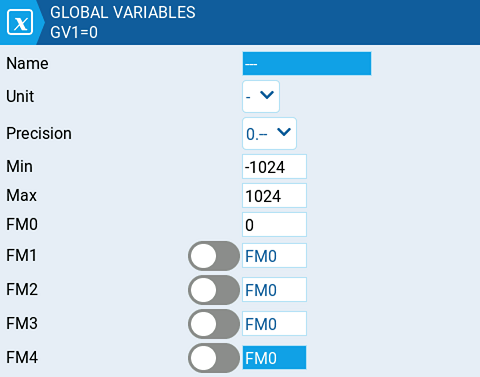 GLOBAL VARIABLES
GV1=0
Name ---
Unit -
Precision 0.--
Min -1024
Max 1024
FM0 0
FM1 FM0
FM2 FM0
FM3 FM0
FM4 FM0